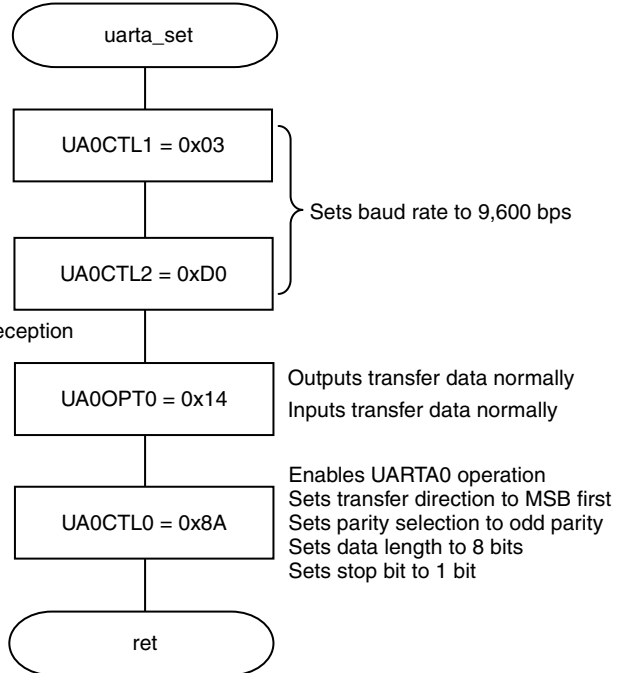 uarta_set
UA0CTL1 = 0x03
Sets baud rate to 9,600 bps
UA0CTL2 = 0xD0
eception
UA0OPT0 = 0x14
Outputs transfer data normally
Inputs transfer data normally
UA0CTL0 = 0x8A
Enables UARTA0 operation
Sets transfer direction to MSB first
Sets parity selection to odd parity
Sets data length to 8 bits
Sets stop bit to 1 bit
ret